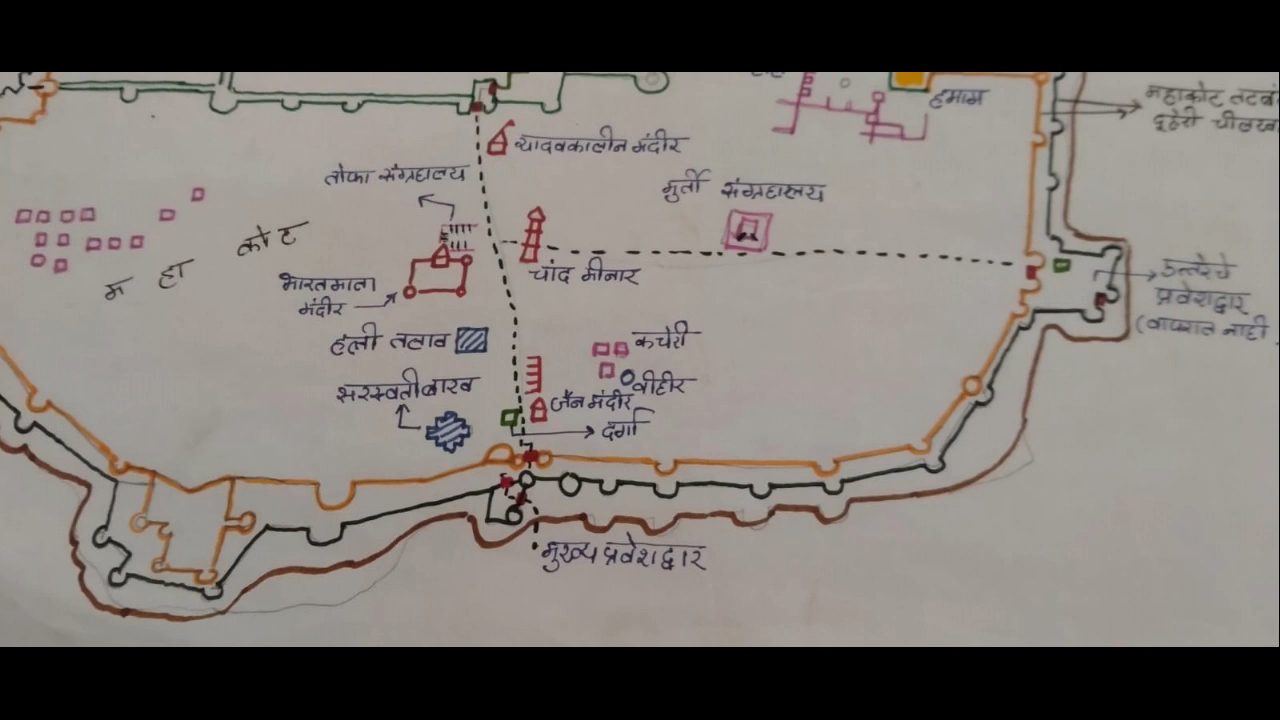 हमाम
महाकोट तटबं
दुहेरी चीलख
यादवकालीन मंदीर
तोफा संग्रहालय
मुर्ती संग्रहालय
महा कोट
चांद मीनार
भारतमाता
मंदीर
उत्तरेचे
प्रवेशद्वार
(वापरात नाही
हत्ती तलाव
कचेरी
सरस्वती बारव
वीहीर
जैन मंदीर
दर्गा
मुख्य प्रवेशद्वार